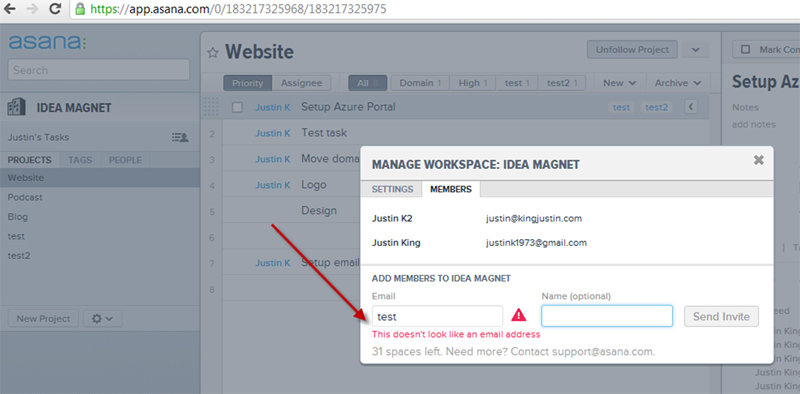 https://app.asana.com/0/183217325968/183217325975
asana:
Search
IDEA MAGNET
Justin's Tasks
PROJECTS TAGS PEOPLE
Website
Podcast
Blog
test
test2
New Project
Website
Unfollow Project
Priority Assignee All Domain 1 High 1 test 1 test2 1 New Archive
Justin K Setup Azure Portal test test2
2 Test task
3 Justin K Move doma
4 Justin K Logo
5 Design
6
7 Justin K Setup email
8
Mark Com
Setup Az
Notes
add notes
MANAGE WORKSPACE: IDEA MAGNET
SETTINGS MEMBERS
Justin K2 justin@kingjustin.com
Justin King justink1973@gmail.com
ADD MEMBERS TO IDEA MAGNET
Email Name (optional)
test
Send Invite
This doesn't look like an email address
31 spaces left. Need more? Contact support@asana.com.
Justin King
Justin King
Justin King
Justin King